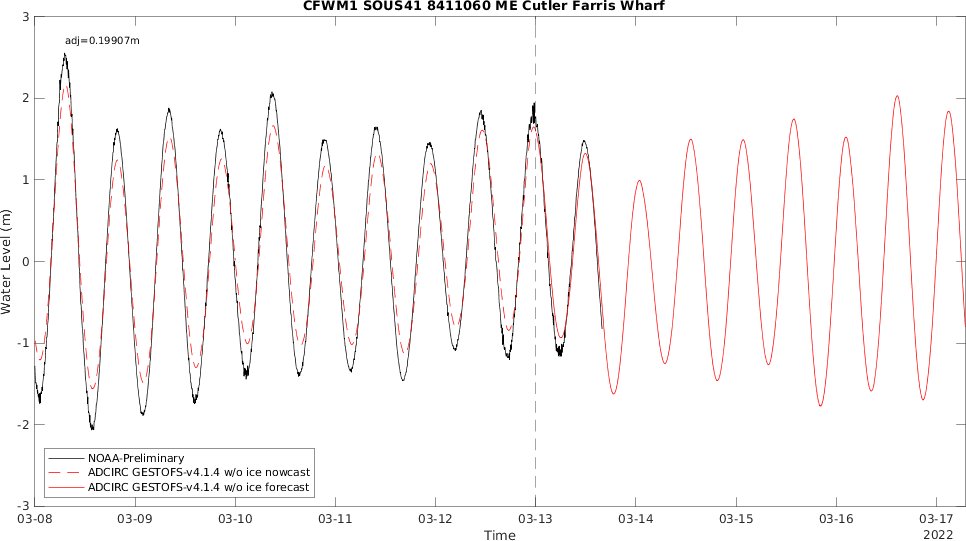 CFWM1 SOUS41 8411060 ME Cutler Farris Wharf
3
adj=0.19907m
2
1
0
-1
-2
-3
Water Level (m)
NOAA-Preliminary
ADCIRC GESTOFS-v4.1.4 w/o ice nowcast
ADCIRC GESTOFS-v4.1.4 w/o ice forecast
03-08 03-09 03-10 03-11 03-12 03-13 03-14 03-15 03-16 03-17
Time
2022